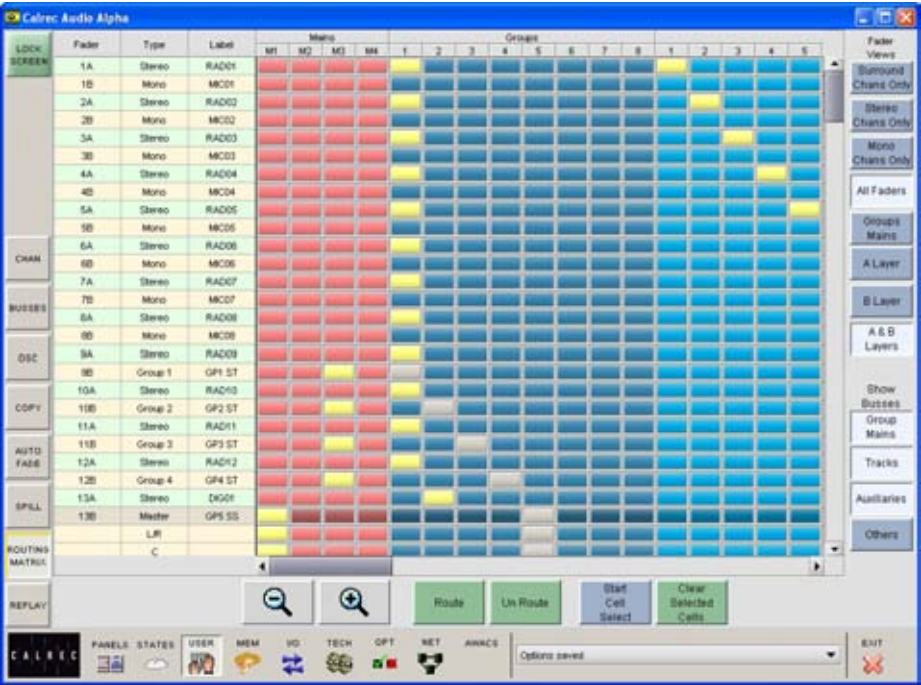 Calrec Audio Alpha
LOCK SCREEN
Fader Type Label
Mains Groups
M1 M2 M3 M4 1 2 3 4 5 6 7 8 1 2 3 4 5
1A Stereo RAD01
1B Mono MIC01
2A Stereo RAD02
2B Mono MIC02
3A Stereo RAD03
3B Mono MIC03
4A Stereo RAD04
4B Mono MIC04
5A Stereo RAD05
5B Mono MIC05
6A Stereo RAD06
6B Mono MIC06
7A Stereo RAD07
7B Mono MIC07
8A Stereo RAD08
8B Mono MIC08
9A Stereo RAD09
9B Group 1 GP1 ST
10A Stereo RAD10
10B Group 2 GP2 ST
11A Stereo RAD11
11B Group 3 GP3 ST
12A Stereo RAD12
12B Group 4 GP4 ST
13A Stereo DIG01
13B Master GP5 SS
L/R
C
CHAN
BUSSES
OSC
COPY
AUTO FADE
SPILL
ROUTING MATRIX
REPLAY
Fader Views
Surround Chans Only
Stereo Chans Only
Mono Chans Only
All Faders
Groups Mains
A Layer
B Layer
A & B Layers
Show Busses
Group Mains
Tracks
Auxiliaries
Others
Route
Un Route
Start Cell Select
Clear Selected Cells
CALREC
PANELS STATES USER MEM I/O TECH OPT NET AWACS
Options saved
EXIT